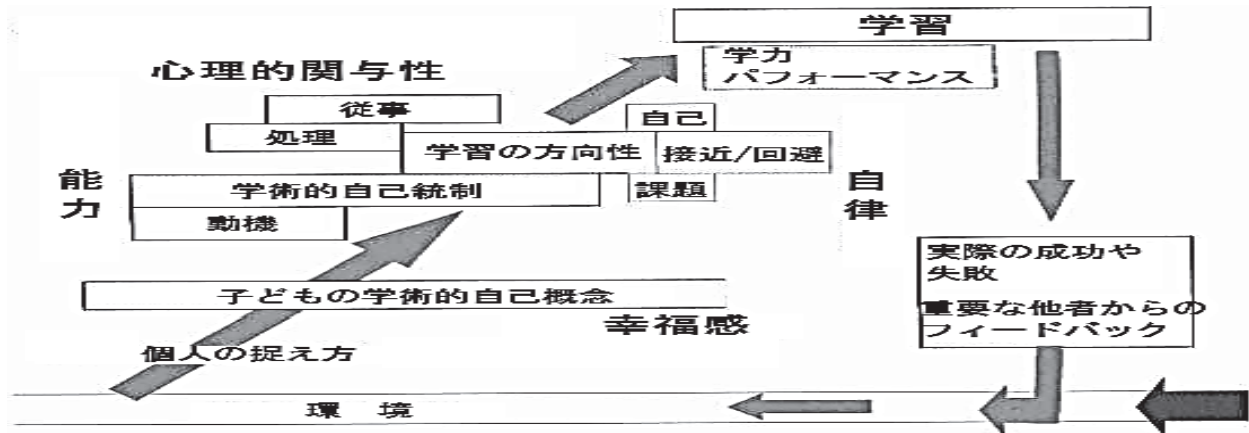 学習
学力
パフォーマンス
心理的関与性
従事
処理
自己
学習の方向性
接近/回避
能力
学術的自己統制
課題
自律
動機
実際の成功や
失敗
重要な他者からの
フィードバック
子どもの学術的自己概念
幸福感
個人の捉え方
環 境